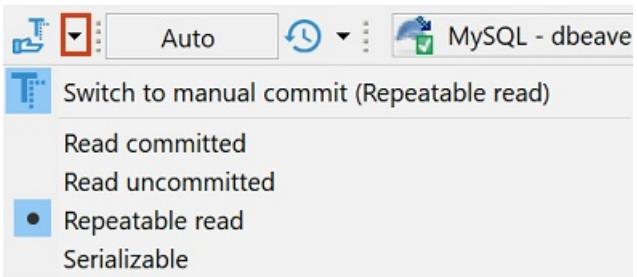 Auto MySQL - dbeave
Switch to manual commit (Repeatable read)
Read committed
Read uncommitted
Repeatable read
Serializable